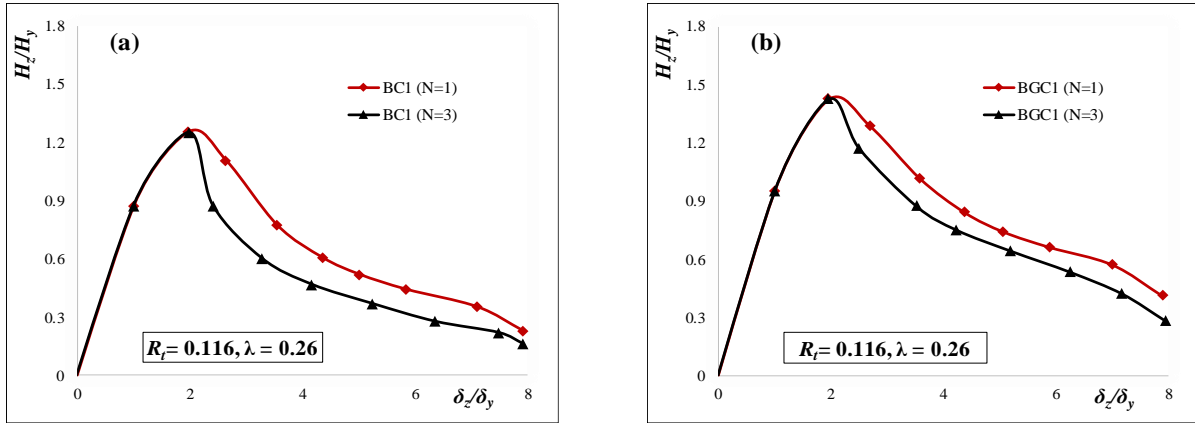 (a)
H_z/H_y
1.8
1.5
1.2
0.9
0.6
0.3
0
BC1 (N=1)
BC1 (N=3)
R_t= 0.116, λ = 0.26
0 2 4 6 8
δ_z/δ_y
(b)
H_z/H_y
1.8
1.5
1.2
0.9
0.6
0.3
0
BGC1 (N=1)
BGC1 (N=3)
R_t= 0.116, λ = 0.26
0 2 4 6 8
δ_z/δ_y